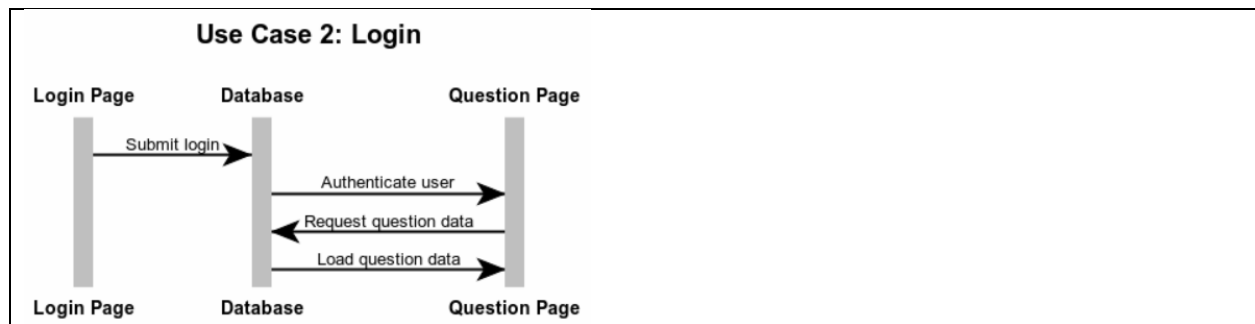 Use Case 2: Login
Login Page Database Question Page
Submit login
Authenticate user
Request question data
Load question data
Login Page Database Question Page